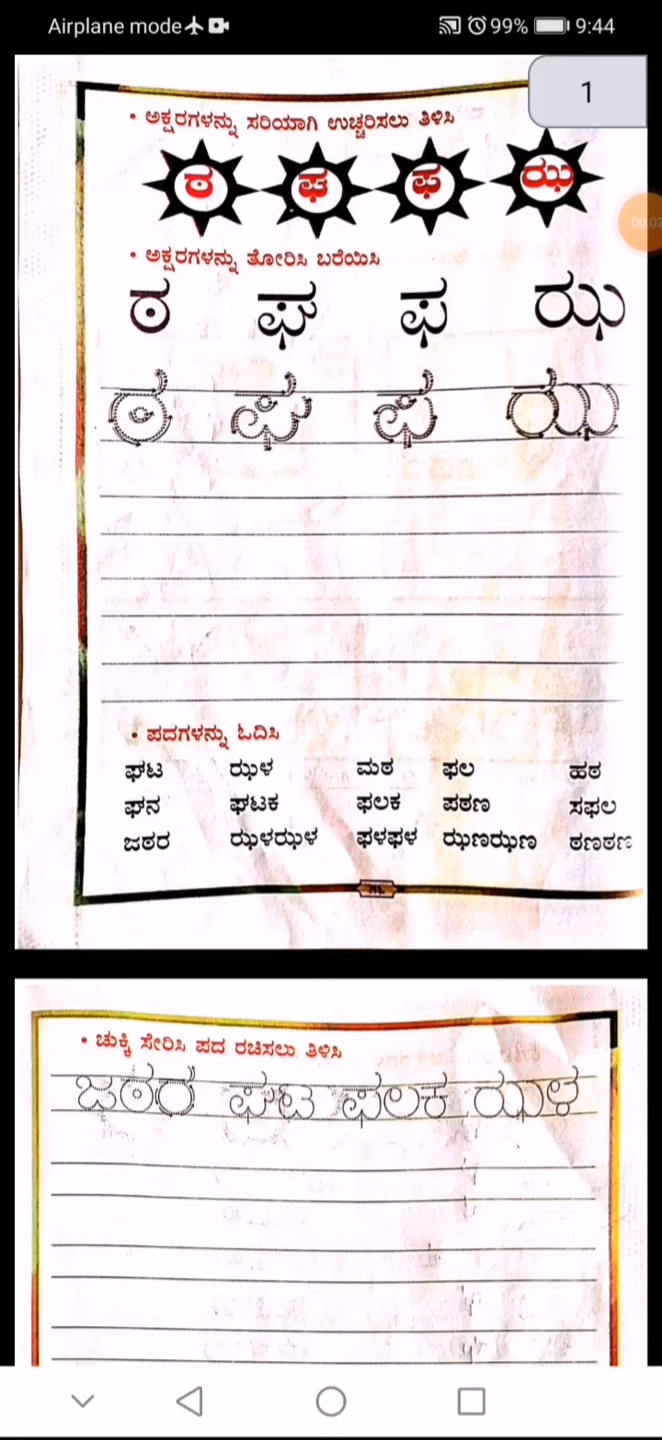 Airplane mode 99% 9:44
1
• ಅಕ್ಷರಗಳನ್ನು ಸರಿಯಾಗಿ ಉಚ್ಚರಿಸಲು ತಿಳಿಸಿ
ಠ ಘ ಫ ಝ
• ಅಕ್ಷರಗಳನ್ನು ತೋರಿಸಿ ಬರೆಯಿಸಿ
ಠ ಘ ಫ ಝ
ಠ ಘ ಫ ಝ
• ಪದಗಳನ್ನು ಓದಿಸಿ
ಘಟ ಝಳ ಮಠ ಫಲ ಹಠ
ಘನ ಘಟಕ ಫಲಕ ಪಠಣ ಸಫಲ
ಜಠರ ಝಳಝಳ ಫಳಫಳ ಝಣಝಣ ಠಣಠಣ
• ಚುಕ್ಕಿ ಸೇರಿಸಿ ಪದ ರಚಿಸಲು ತಿಳಿಸಿ
ಜಠರ ಘಟ ಫಲಕ ಝಳ